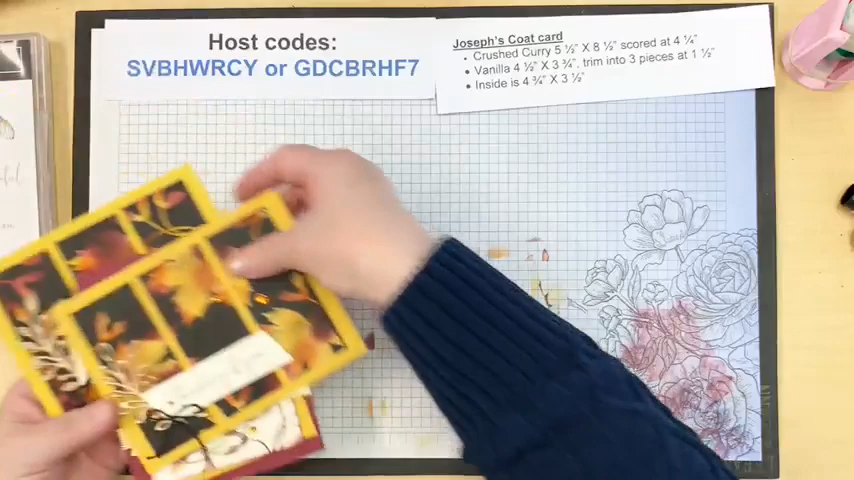 Host codes:
SVBHWRCY or GDCBRHF7
Joseph's Coat card
• Crushed Curry 5 ½" X 8 ½" scored at 4 ¼"
• Vanilla 4 ½" X 3 ¾", trim into 3 pieces at 1 ½"
• Inside is 4 ¾" X 3 ½"